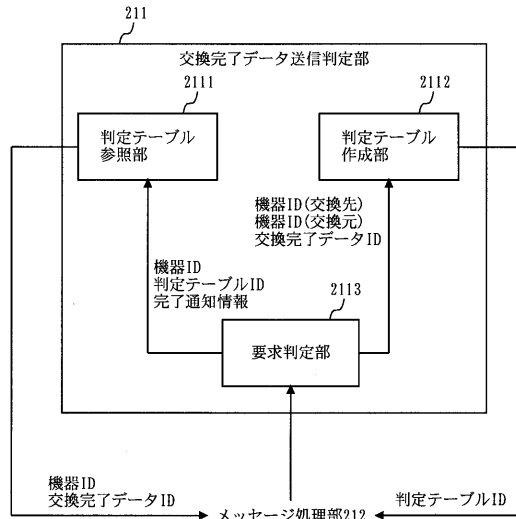 211
交換完了データ送信判定部
2111
2112
判定テーブル
参照部
判定テーブル
作成部
機器ID(交換先)
機器ID(交換元)
交換完了データID
機器ID
判定テーブルID
完了通知情報
2113
要求判定部
機器ID
交換完了データID
メッセージ処理部212
判定テーブルID